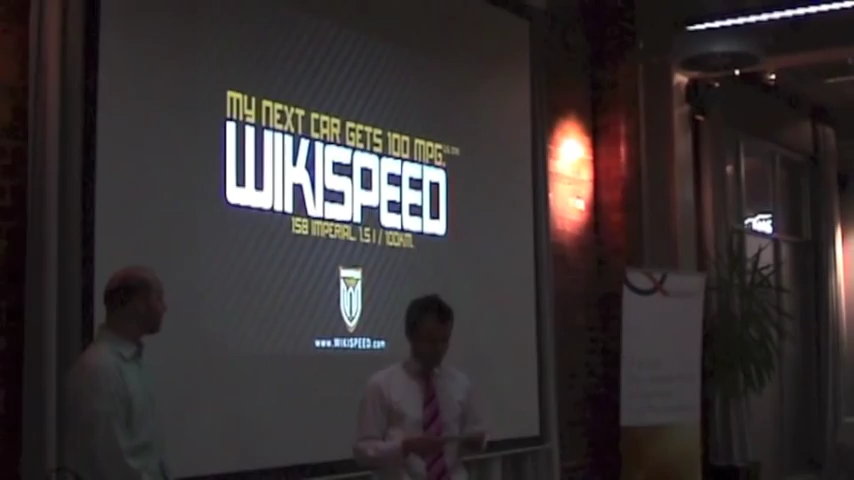 MY NEXT CAR GETS 100 MPG.
WIKISPEED
158 IMPERIAL. 1.5 l / 100KM.
www.WIKISPEED.com